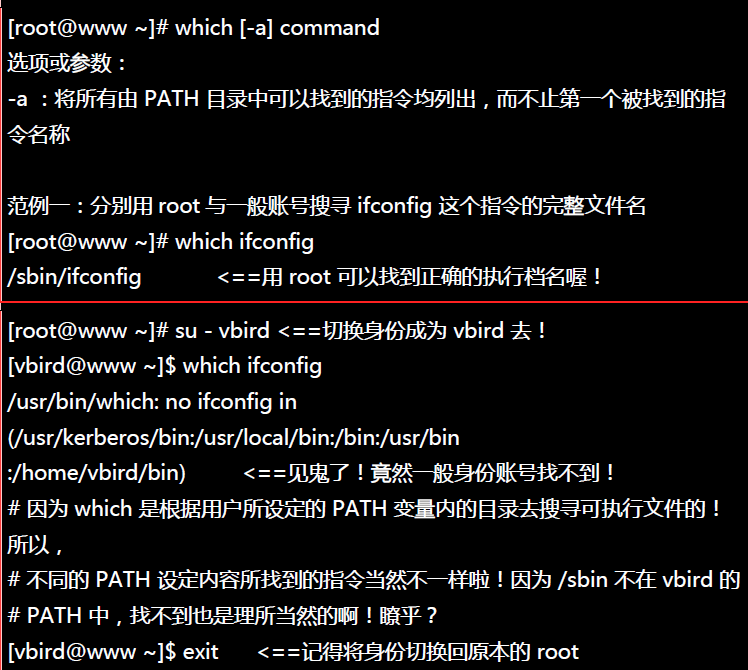 [root@www ~]# which [-a] command
选项或参数：
-a ：将所有由 PATH 目录中可以找到的指令均列出，而不止第一个被找到的指
令名称
范例一：分别用 root 与一般账号搜寻 ifconfig 这个指令的完整文件名
[root@www ~]# which ifconfig
/sbin/ifconfig <==用 root 可以找到正确的执行档名喔！
[root@www ~]# su - vbird <==切换身份成为 vbird 去！
[vbird@www ~]$ which ifconfig
/usr/bin/which: no ifconfig in
(/usr/kerberos/bin:/usr/local/bin:/bin:/usr/bin
:/home/vbird/bin) <==见鬼了！竟然一般身份账号找不到！
# 因为 which 是根据用户所设定的 PATH 变量内的目录去搜寻可执行文件的！
所以，
# 不同的 PATH 设定内容所找到的指令当然不一样啦！因为 /sbin 不在 vbird 的
# PATH 中，找不到也是理所当然的啊！瞭乎？
[vbird@www ~]$ exit <==记得将身份切换回原本的 root